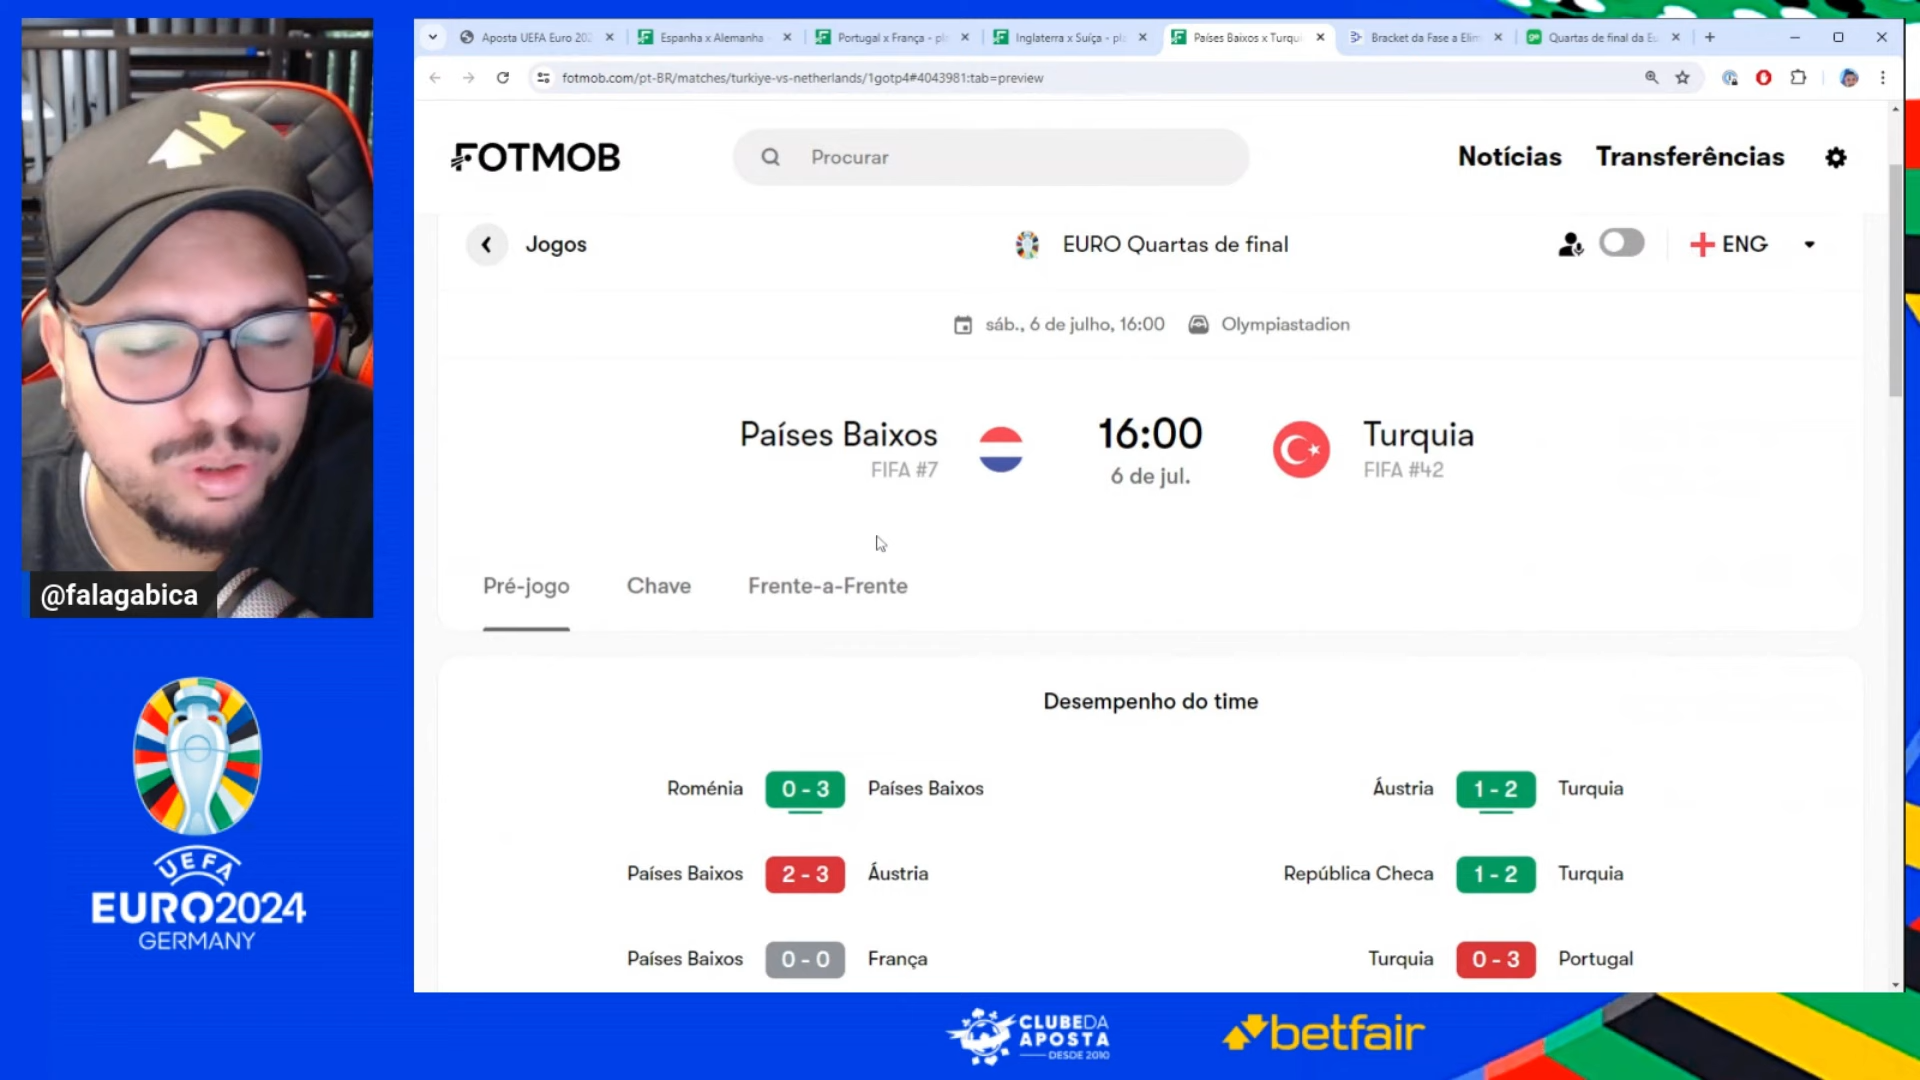 Aposta UEFA Euro 202
Espanha x Alemanha -
Portugal x França - pl
Inglaterra x Suíça - pl
Países Baixos x Turqu
Bracket da Fase a Elim
Quartas de final da Eu
fotmob.com/pt-BR/matches/turkiye-vs-netherlands/1gotp4#4043981:tab=preview
FOTMOB
Procurar
Notícias
Transferências
Jogos
EURO Quartas de final
ENG
sáb., 6 de julho, 16:00
Olympiastadion
Países Baixos
FIFA #7
16:00
6 de jul.
Turquia
FIFA #42
Pré-jogo
Chave
Frente-a-Frente
Desempenho do time
Roménia 0 - 3 Países Baixos
Áustria 1 - 2 Turquia
Países Baixos 2 - 3 Áustria
República Checa 1 - 2 Turquia
Países Baixos 0 - 0 França
Turquia 0 - 3 Portugal
@falagabica
UEFA
EURO2024
GERMANY
CLUBE DA
APOSTA
DESDE 2010
betfair